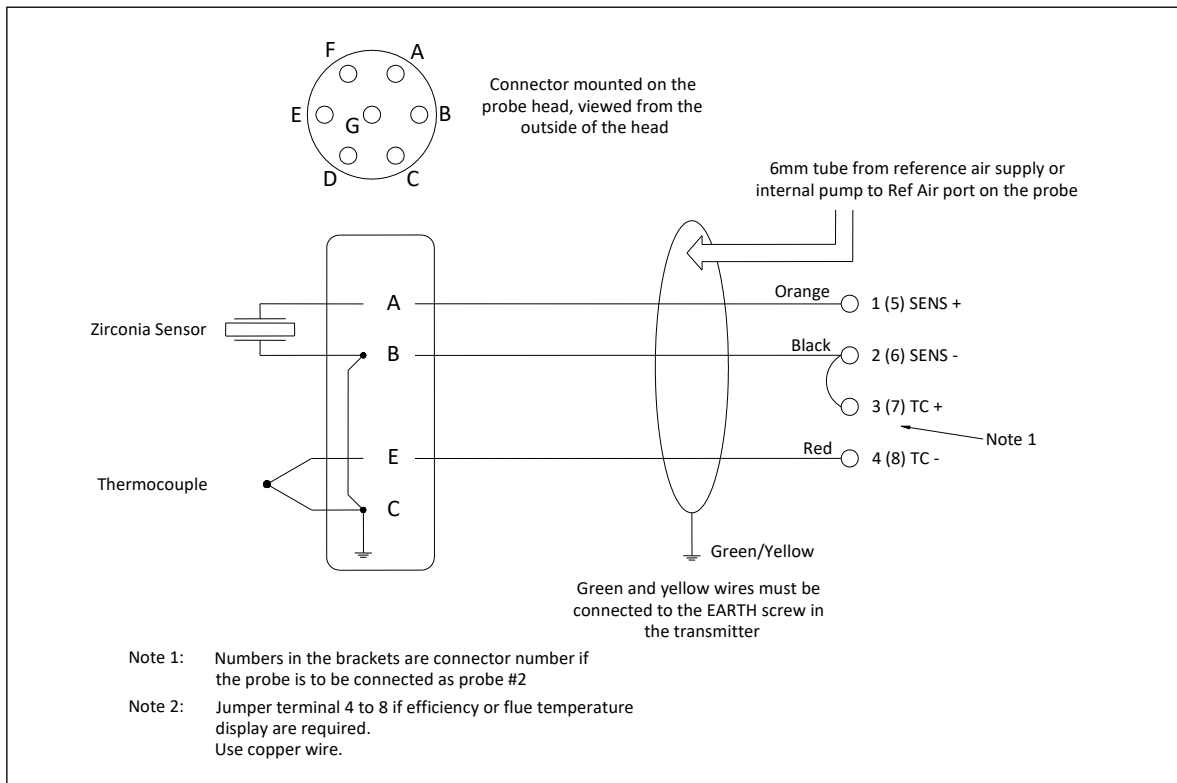 F A
Connector mounted on the
probe head, viewed from the
outside of the head
E G B
D C
6mm tube from reference air supply or
internal pump to Ref Air port on the probe
Zirconia Sensor
A
Orange
1 (5) SENS +
B
Black
2 (6) SENS -
3 (7) TC +
Note 1
Thermocouple
E
Red
4 (8) TC -
C
Green/Yellow
Green and yellow wires must be
connected to the EARTH screw in
the transmitter
Note 1: Numbers in the brackets are connector number if
the probe is to be connected as probe #2
Note 2: Jumper terminal 4 to 8 if efficiency or flue temperature
display are required.
Use copper wire.